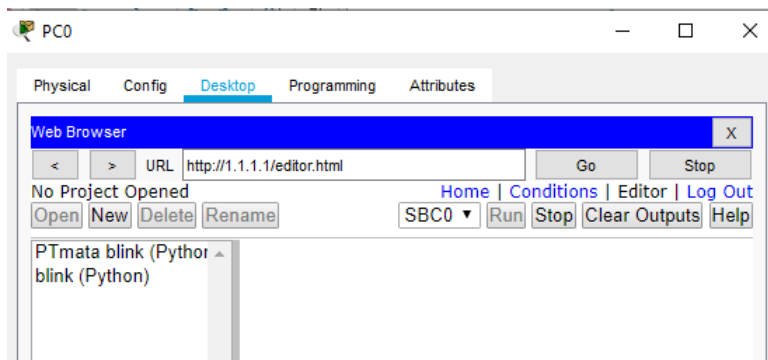 PC0
Physical Config Desktop Programming Attributes
Web Browser X
< > URL http://1.1.1.1/editor.html Go Stop
No Project Opened Home | Conditions | Editor | Log Out
Open New Delete Rename SBC0 ▼ Run Stop Clear Outputs Help
PTmata blink (Python
blink (Python)